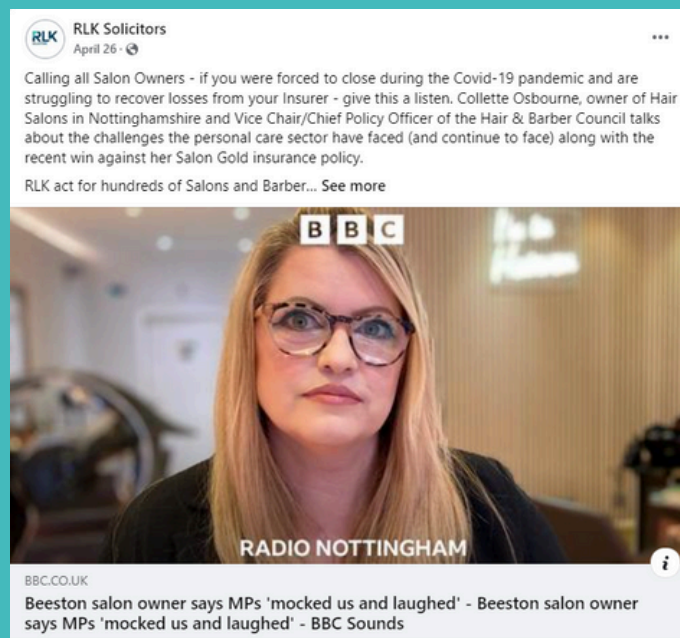 RLK
RLK Solicitors
April 26 ·
Calling all Salon Owners - if you were forced to close during the Covid-19 pandemic and are
struggling to recover losses from your Insurer - give this a listen. Collette Osbourne, owner of Hair
Salons in Nottinghamshire and Vice Chair/Chief Policy Officer of the Hair & Barber Council talks
about the challenges the personal care sector have faced (and continue to face) along with the
recent win against her Salon Gold insurance policy.
RLK act for hundreds of Salons and Barber... See more
BBC
RADIO NOTTINGHAM
i
BBC.CO.UK
Beeston salon owner says MPs 'mocked us and laughed' - Beeston salon owner
says MPs 'mocked us and laughed' - BBC Sounds